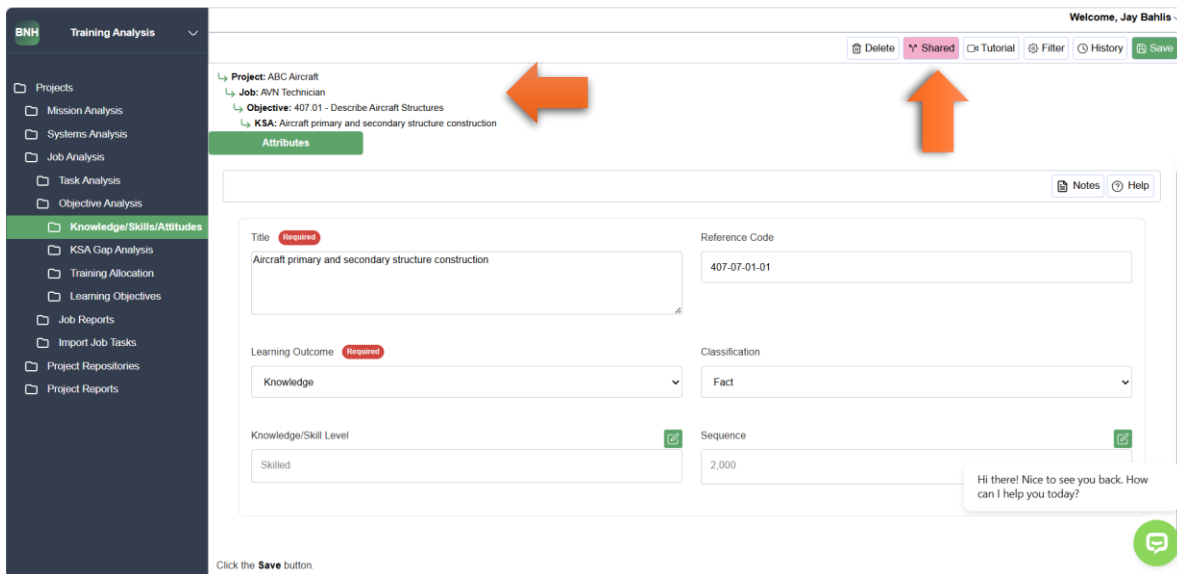 Welcome, Jay Bahlis
BNH
Training Analysis
Delete
Shared
Tutorial
Filter
History
Save
Projects
Mission Analysis
Systems Analysis
Job Analysis
Task Analysis
Objective Analysis
Knowledge/Skills/Attitudes
KSA Gap Analysis
Training Allocation
Learning Objectives
Job Reports
Import Job Tasks
Project Repositories
Project Reports
Project: ABC Aircraft
Job: AVN Technician
Objective: 407.01 - Describe Aircraft Structures
KSA: Aircraft primary and secondary structure construction
Attributes
Notes
Help
Title Required
Aircraft primary and secondary structure construction
Reference Code
407-07-01-01
Learning Outcome Required
Knowledge
Classification
Fact
Knowledge/Skill Level
Skilled
Sequence
2,000
Hi there! Nice to see you back. How
can I help you today?
Click the Save button.